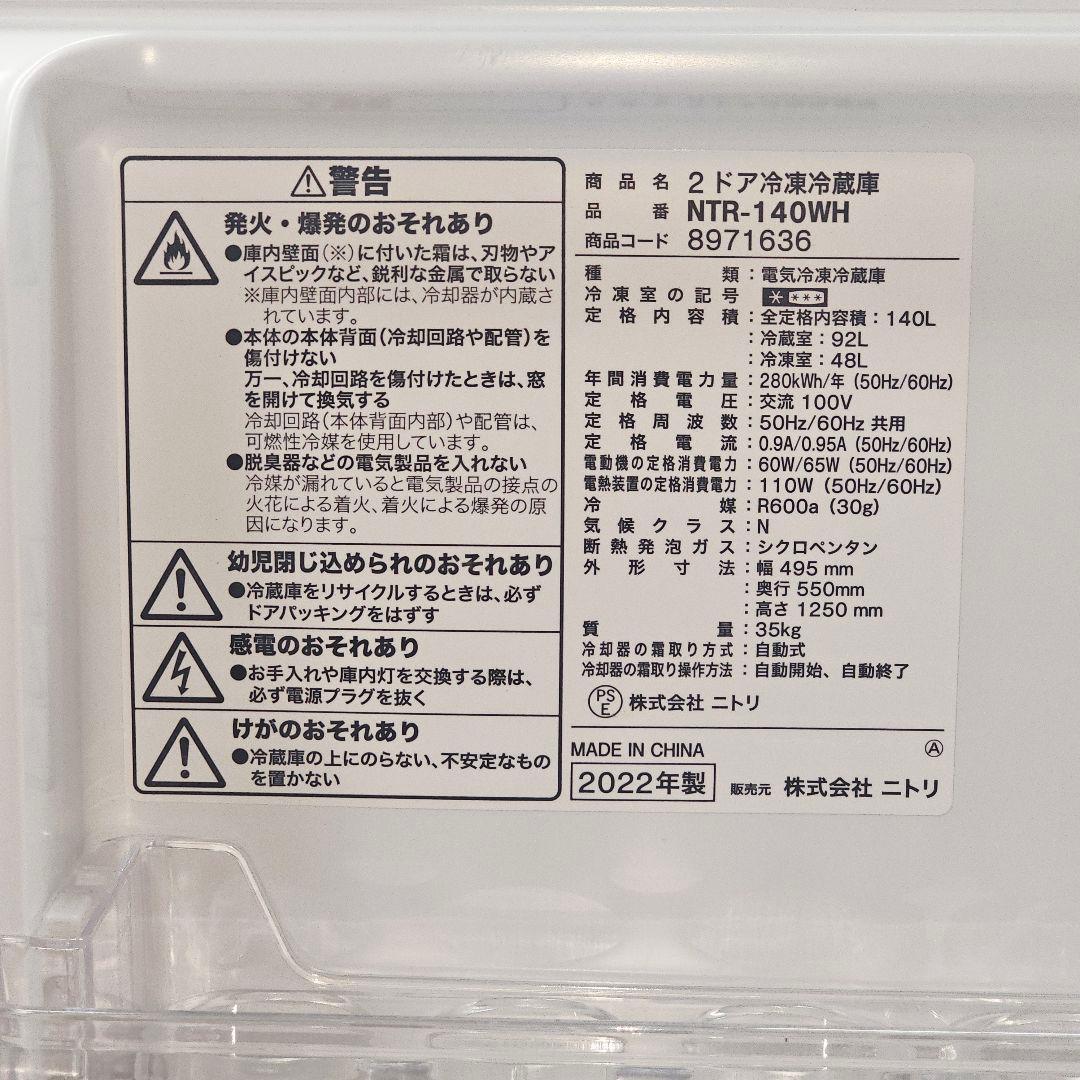 ⚠警告
発火・爆発のおそれあり
●庫内壁面(※)に付いた霜は、刃物やア
イスピックなど、鋭利な金属で取らない
※庫内壁面内部には、冷却器が内蔵さ
れています。
●本体の本体背面(冷却回路や配管)を
傷付けない
万一、冷却回路を傷付けたときは、窓
を開けて換気する
冷却回路(本体背面内部)や配管は、
可燃性冷媒を使用しています。
●脱臭器などの電気製品を入れない
冷媒が漏れていると電気製品の接点の
火花による着火、着火による爆発の原
因になります。
幼児閉じ込められのおそれあり
●冷蔵庫をリサイクルするときは、必ず
ドアパッキングをはずす
感電のおそれあり
●お手入れや庫内灯を交換する際は、
必ず電源プラグを抜く
けがのおそれあり
●冷蔵庫の上にのらない、不安定なもの
を置かない
商品名 2ドア冷凍冷蔵庫
品番 NTR-140WH
商品コード 8971636
種類：電気冷凍冷蔵庫
冷凍室の記号 ＊***
定格内容積：全定格内容積：140L
：冷蔵室：92L
：冷凍室：48L
年間消費電力量：280kWh/年 (50Hz/60Hz)
定格電圧：交流 100V
定格周波数：50Hz/60Hz 共用
定格電流：0.9A/0.95A (50Hz/60Hz)
電動機の定格消費電力：60W/65W (50Hz/60Hz)
電熱装置の定格消費電力：110W (50Hz/60Hz)
冷媒：R600a (30g)
気候クラス：N
断熱発泡ガス：シクロペンタン
外形寸法：幅 495 mm
：奥行 550mm
：高さ 1250 mm
質量：35kg
冷却器の霜取り方式：自動式
冷却器の霜取り操作方法：自動開始、自動終了
PSE 株式会社 ニトリ
MADE IN CHINA Ⓐ
2022年製 販売元 株式会社 ニトリ